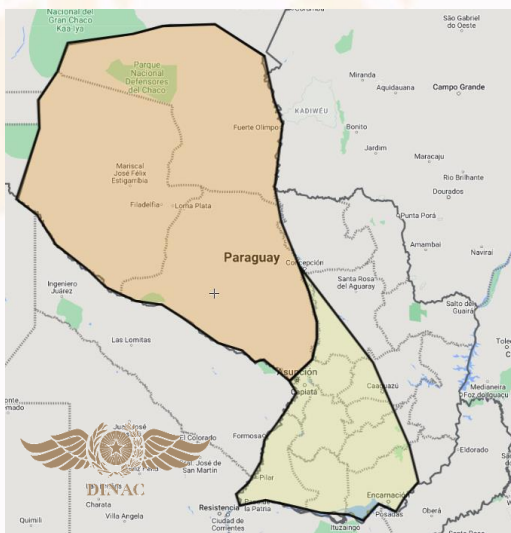 Nacional del
Gran Chaco
Kaa-Iya
São Gabriel
do Oeste
Parque
Nacional
Defensores
del Chaco
Miranda
Aquidauana
Campo Grande
KADIWÉU
Fuerte Olimpo
Bonito
Jardim
Maracaju
Mariscal
José Félix
Estigarribia
Rio Brilhante
Dourados
Filadelfia
Loma Plata
Punta Porá
Amambai
Naviraí
Paraguay
Concepción
Santa Rosa
del Aguaray
Ingeniero
Juárez
Salto del
Guairá
Las Lomitas
Asunción
Capiatá
Caaguazú
Medianeira
Foz do Iguaçu
El Colorado
Formosa
Eldorado
José de
San Martín
Pilar
DINAC
Charata
Villa Angela
Resistencia
Ciudad de
Corrientes
de la Patria
Encarnación
Posadas
Oberá
Ituzaingó
Quimilí